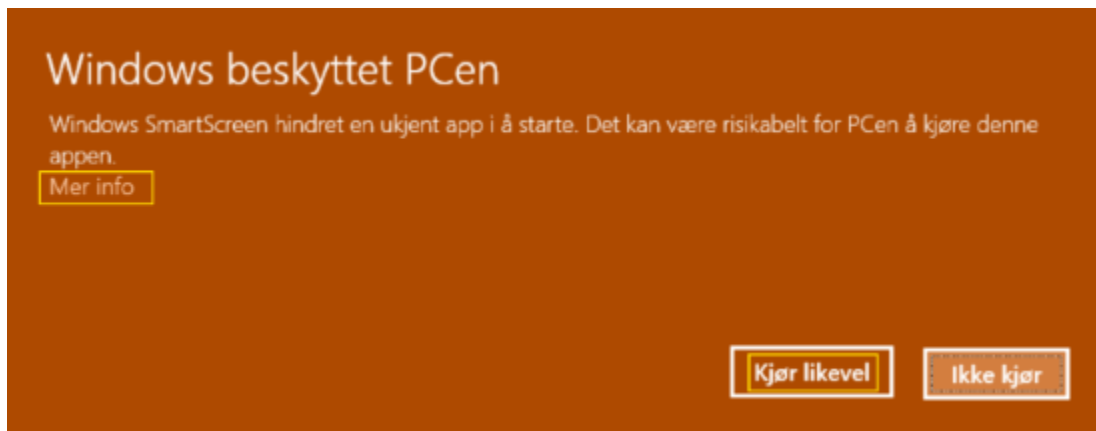 Windows beskyttet PCen
Windows SmartScreen hindret en ukjent app i å starte. Det kan være risikabelt for PCen å kjøre denne
appen.
Mer info
Kjør likevel
Ikke kjør